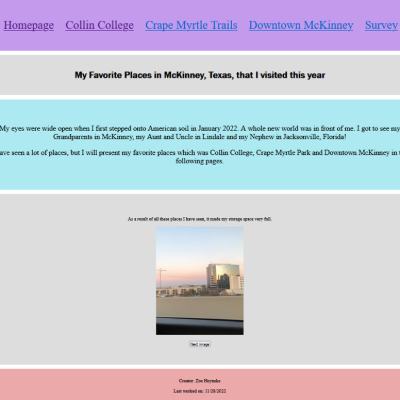 Homepage Collin College Crape Myrtle Trails Downtown McKinney Survey
My Favorite Places in McKinney, Texas, that I visited this year
My eyes were wide open when I first stepped onto American soil in January 2022. A whole new world was in front of me. I got to see my
Grandparents in McKinney, my Aunt and Uncle in Lindale and my Nephew in Jacksonville, Florida!
ave seen a lot of places, but I will present my favorite places which was Collin College, Crape Myrtle Park and Downtown McKinney in t
following pages.
As a result of all these places I have seen, it made my storage space very full.
Next image
Creator: Zoe
Last worked on: 11/29/2022